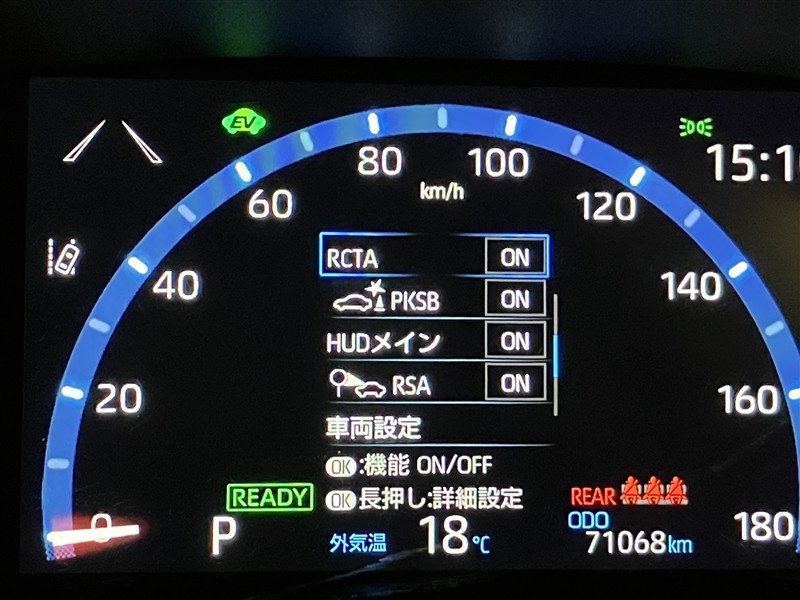 EV
15:1
80
100
km/h
60
120
40
140
20
160
0
180
RCTA ON
PKSB ON
HUDメイン ON
RSA ON
車両設定
OK:機能 ON/OFF
OK長押し:詳細設定
READY
REAR
P
外気温 18℃
ODO
71068km